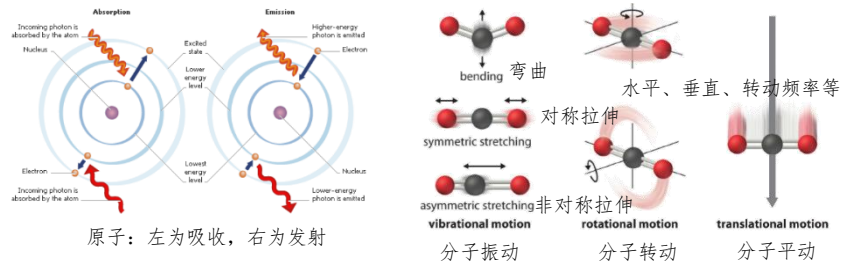 Absorption
Incoming photon is
absorbed by the atom
Nucleus
Electron
Incoming photon is
absorbed by the atom
Excited
state
Lower
energy
level
Lowest
energy
level
Emission
Higher-energy
photon is emitted
Electron
Nucleus
Lower-energy
photon is emitted
原子：左为吸收，右为发射
bending 弯曲
symmetric stretching 对称拉伸
asymmetric stretching 非对称拉伸
vibrational motion
分子振动
水平、垂直、转动频率等
rotational motion
分子转动
translational motion
分子平动